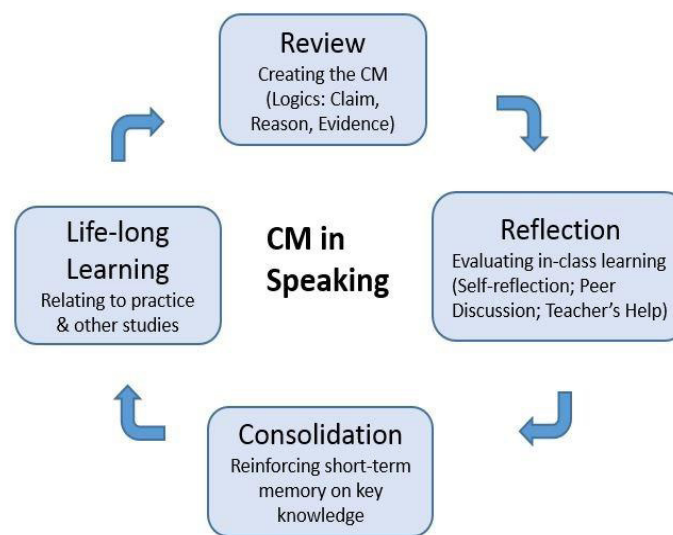 Review
Creating the CM
(Logics: Claim,
Reason, Evidence)
Life-long
Learning
Relating to practice
& other studies
CM in
Speaking
Reflection
Evaluating in-class learning
(Self-reflection; Peer
Discussion; Teacher's Help)
Consolidation
Reinforcing short-term
memory on key
knowledge